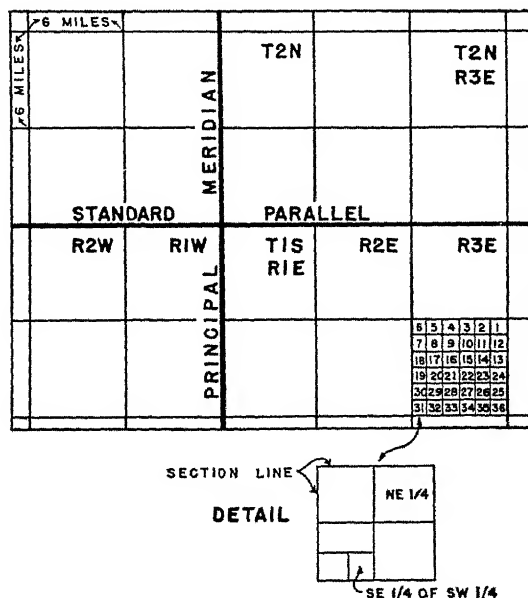 6 MILES
6 MILES
T2N
T2N
R3E
PRINCIPAL MERIDIAN
STANDARD PARALLEL
R2W
R1W
T1S
R1E
R2E
R3E
6 5 4 3 2 1
7 8 9 10 11 12
18 17 16 15 14 13
19 20 21 22 23 24
30 29 28 27 26 25
31 32 33 34 35 36
SECTION LINE
NE 1/4
DETAIL
SE 1/4 OF SW 1/4